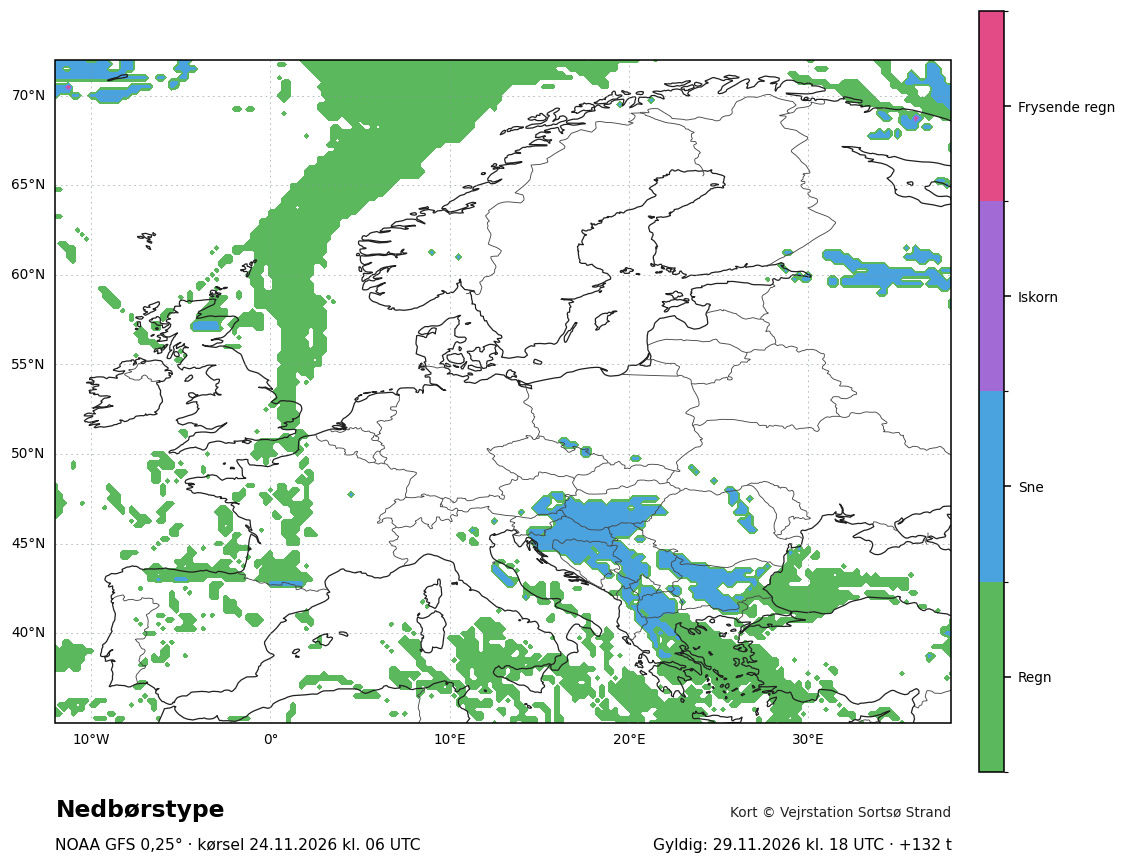 70°N
65°N
60°N
55°N
50°N
45°N
40°N
10°W
0°
10°E
20°E
30°E
Frysende regn
Iskorn
Sne
Regn
Nedbørstype
Kort © Vejrstation Sortsø Strand
NOAA GFS 0,25° · kørsel 24.11.2026 kl. 06 UTC
Gyldig: 29.11.2026 kl. 18 UTC · +132 t